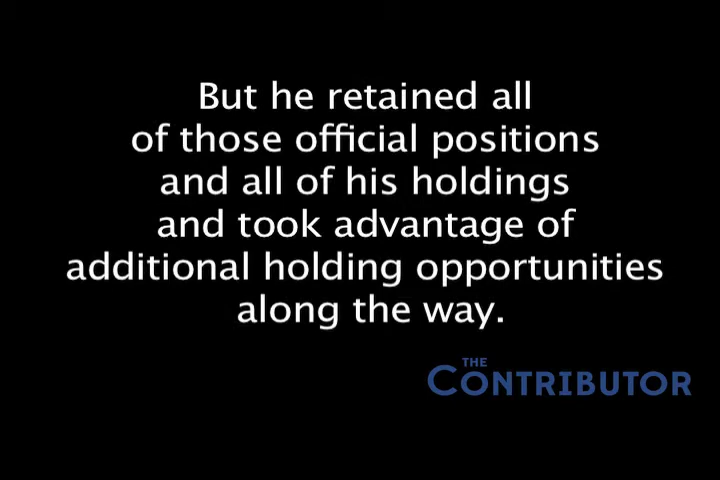 But he retained all
of those official positions
and all of his holdings
and took advantage of
additional holding opportunities
along the way.
THE
CONTRIBUTOR